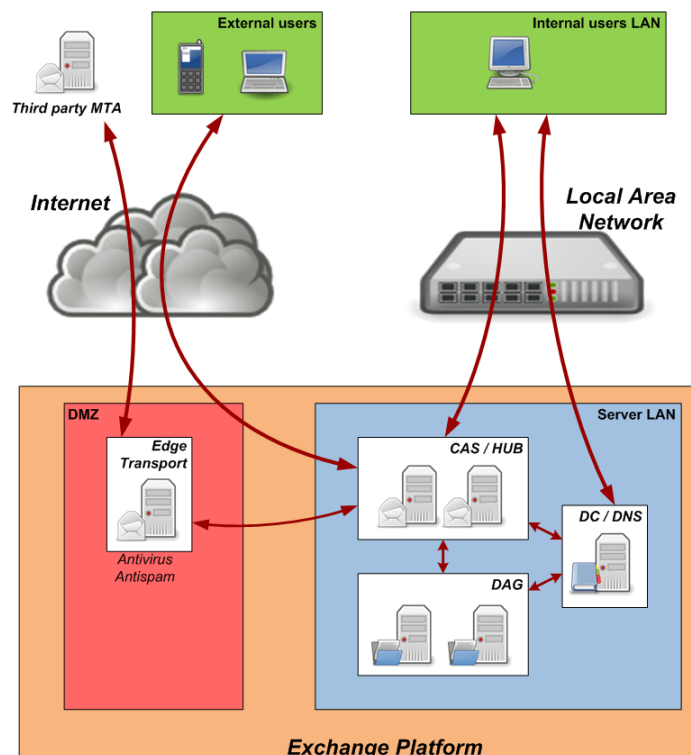 External users
Internal users LAN
Third party MTA
Internet
Local Area
Network
DMZ
Server LAN
Edge
Transport
CAS / HUB
DC / DNS
Antivirus
Antispam
DAG
Exchange Platform